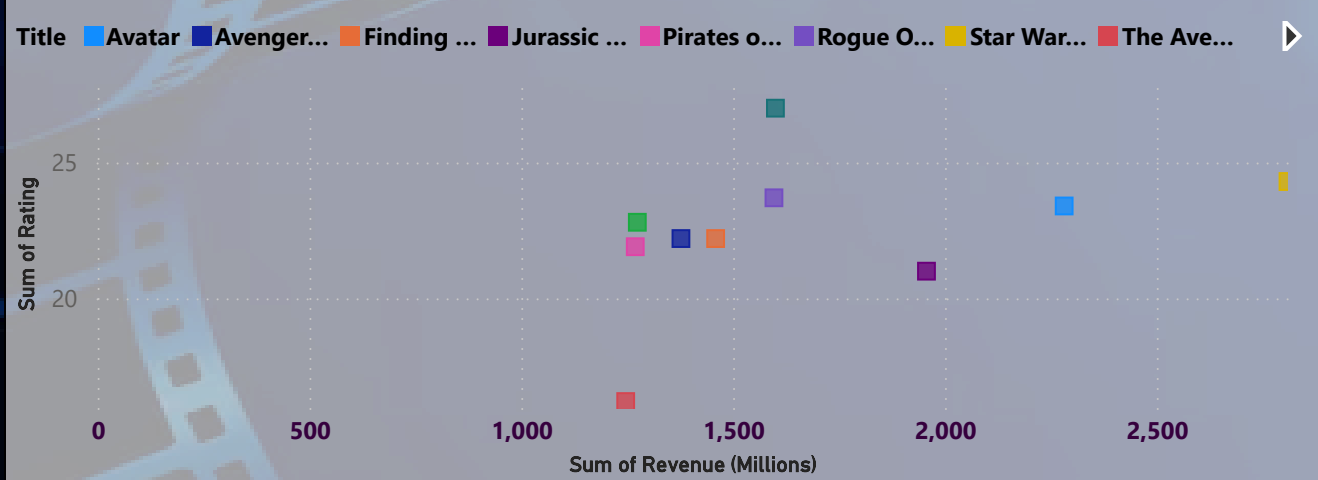 Title Avatar Avenger... Finding ... Jurassic ... Pirates o... Rogue O... Star War... The Ave...
25
20
Sum of Rating
0 500 1,000 1,500 2,000 2,500
Sum of Revenue (Millions)